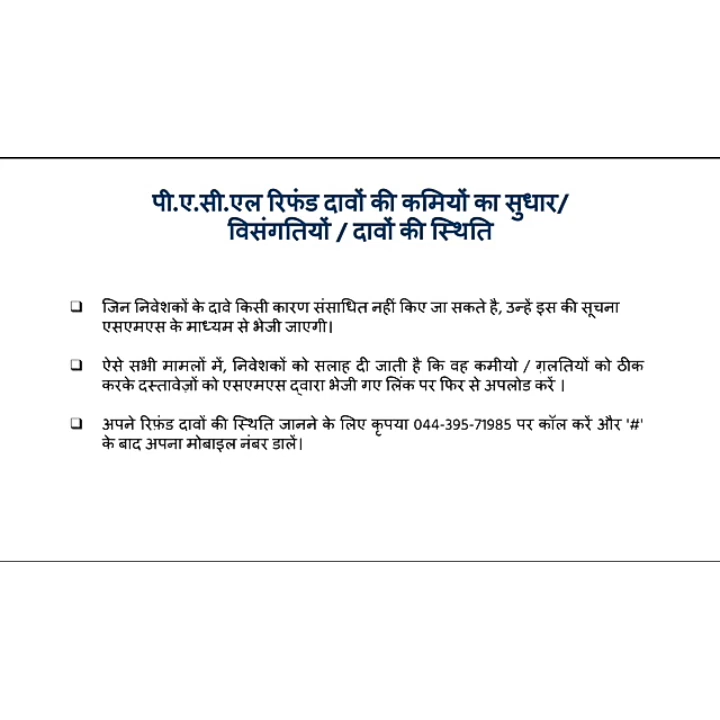 पी.ए.सी.एल रिफंड दावों की कमियों का सुधार/
विसंगतियों / दावों की स्थिति
❑ जिन निवेशकों के दावे किसी कारण संसाधित नहीं किए जा सकते है, उन्हें इस की सूचना
एसएमएस के माध्यम से भेजी जाएगी।
❑ ऐसे सभी मामलों में, निवेशकों को सलाह दी जाती है कि वह कमीयो / ग़लतियों को ठीक
करके दस्तावेज़ों को एसएमएस द्वारा भेजी गए लिंक पर फिर से अपलोड करें ।
❑ अपने रिफ़ंड दावों की स्थिति जानने के लिए कृपया 044-395-71985 पर कॉल करें और '#'
के बाद अपना मोबाइल नंबर डालें।